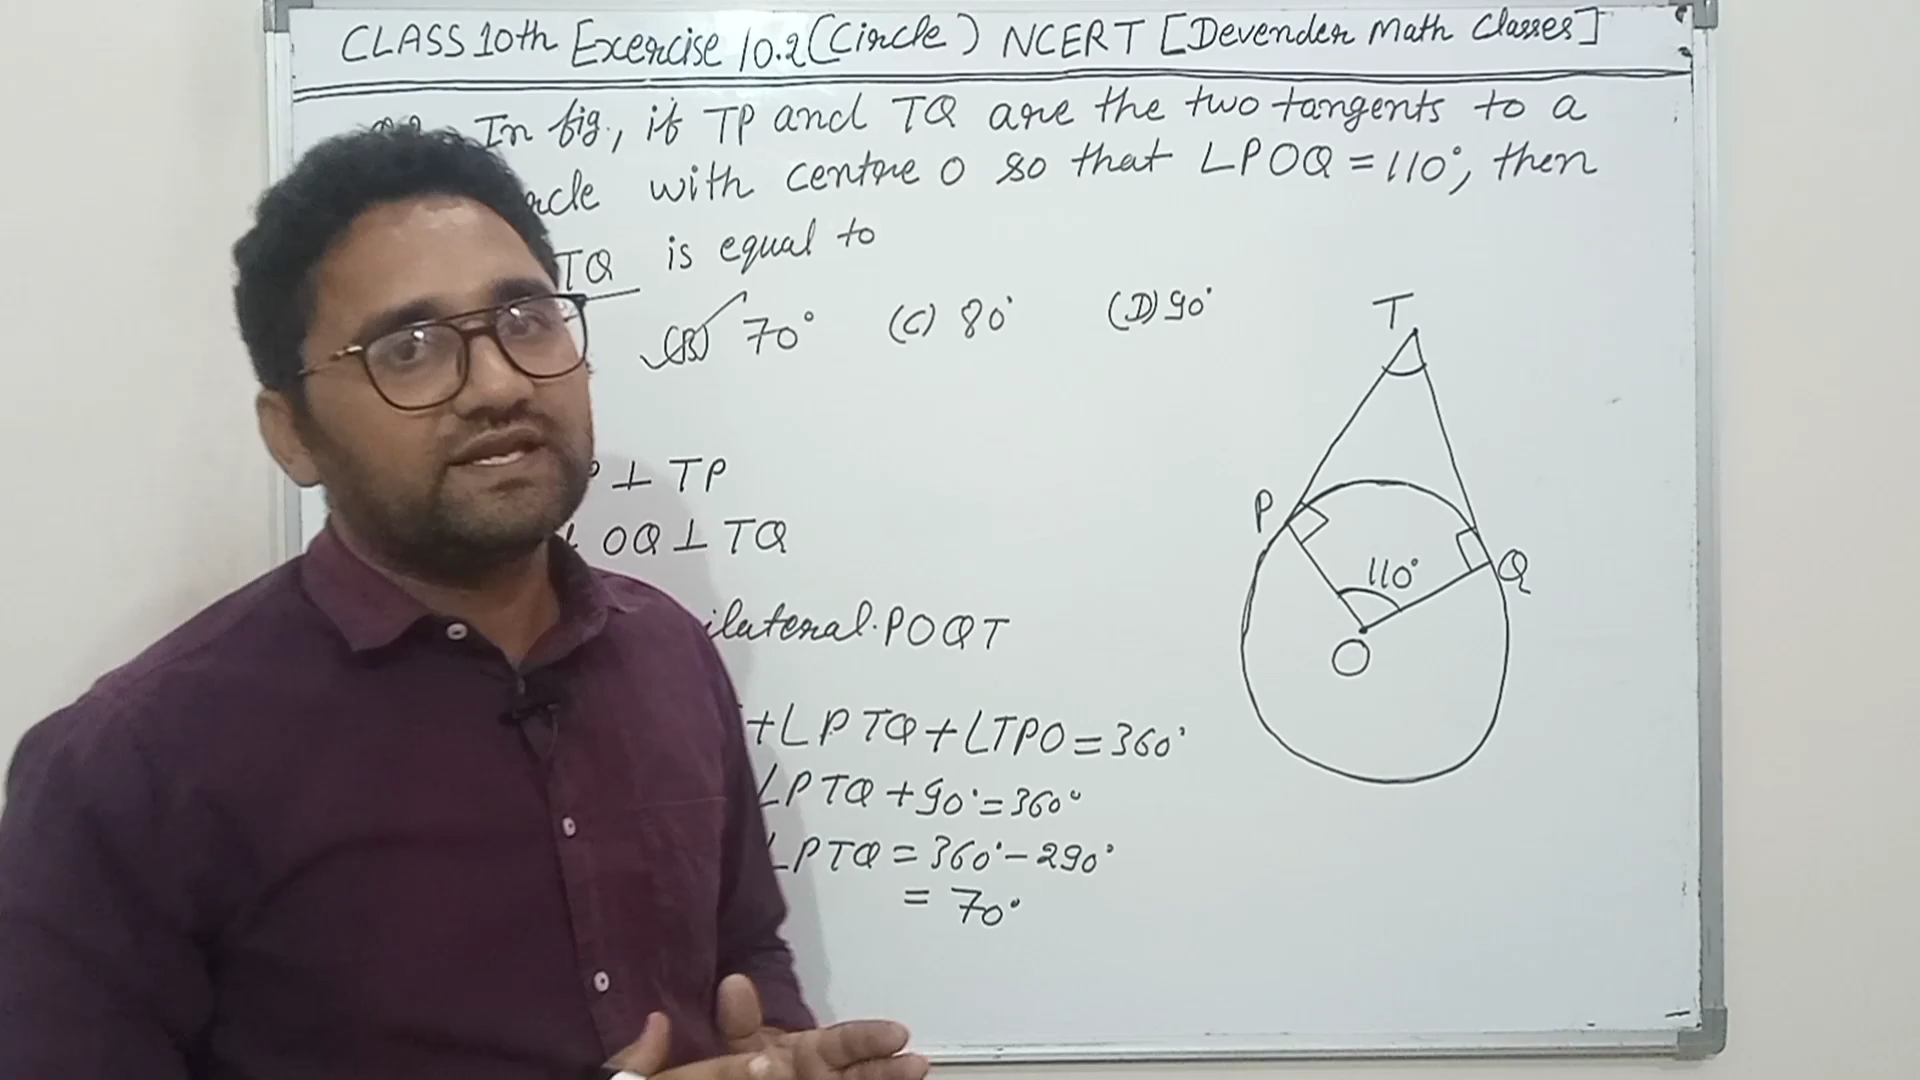 CLASS 10th Exercise 10.2 (Circle) NCERT [Devender Math Classes]
In fig., if TP and TQ are the two tangents to a
with centre O so that ∠POQ = 110°, then
TQ is equal to
(B) 70° (C) 80° (D) 90°
T
⊥ TP
OQ ⊥ TQ
P
Q
110°
O
POQT
+∠PTQ+∠TPO=360°
∠PTQ+90°=360°
∠PTQ=360°-290°
= 70°